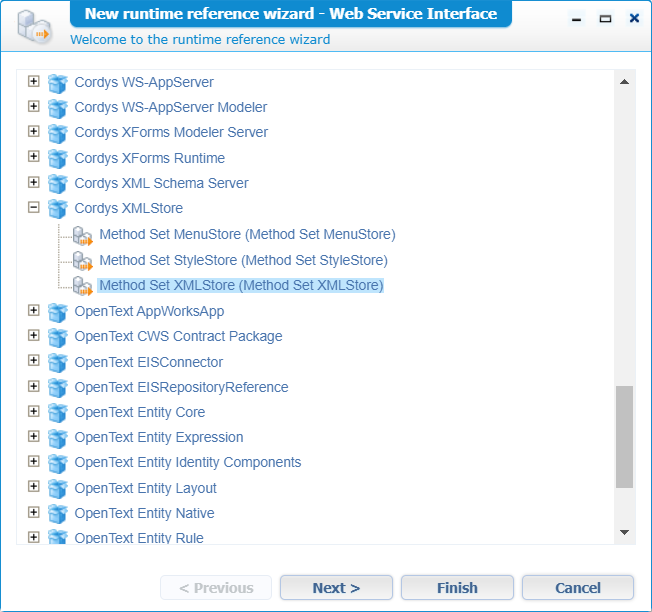 New runtime reference wizard - Web Service Interface
Welcome to the runtime reference wizard
Cordys WS-AppServer
Cordys WS-AppServer Modeler
Cordys XForms Modeler Server
Cordys XForms Runtime
Cordys XML Schema Server
Cordys XMLStore
Method Set MenuStore (Method Set MenuStore)
Method Set StyleStore (Method Set StyleStore)
Method Set XMLStore (Method Set XMLStore)
OpenText AppWorksApp
OpenText CWS Contract Package
OpenText EISConnector
OpenText EISRepositoryReference
OpenText Entity Core
OpenText Entity Expression
OpenText Entity Identity Components
OpenText Entity Layout
OpenText Entity Native
OpenText Entity Rule
< Previous
Next >
Finish
Cancel